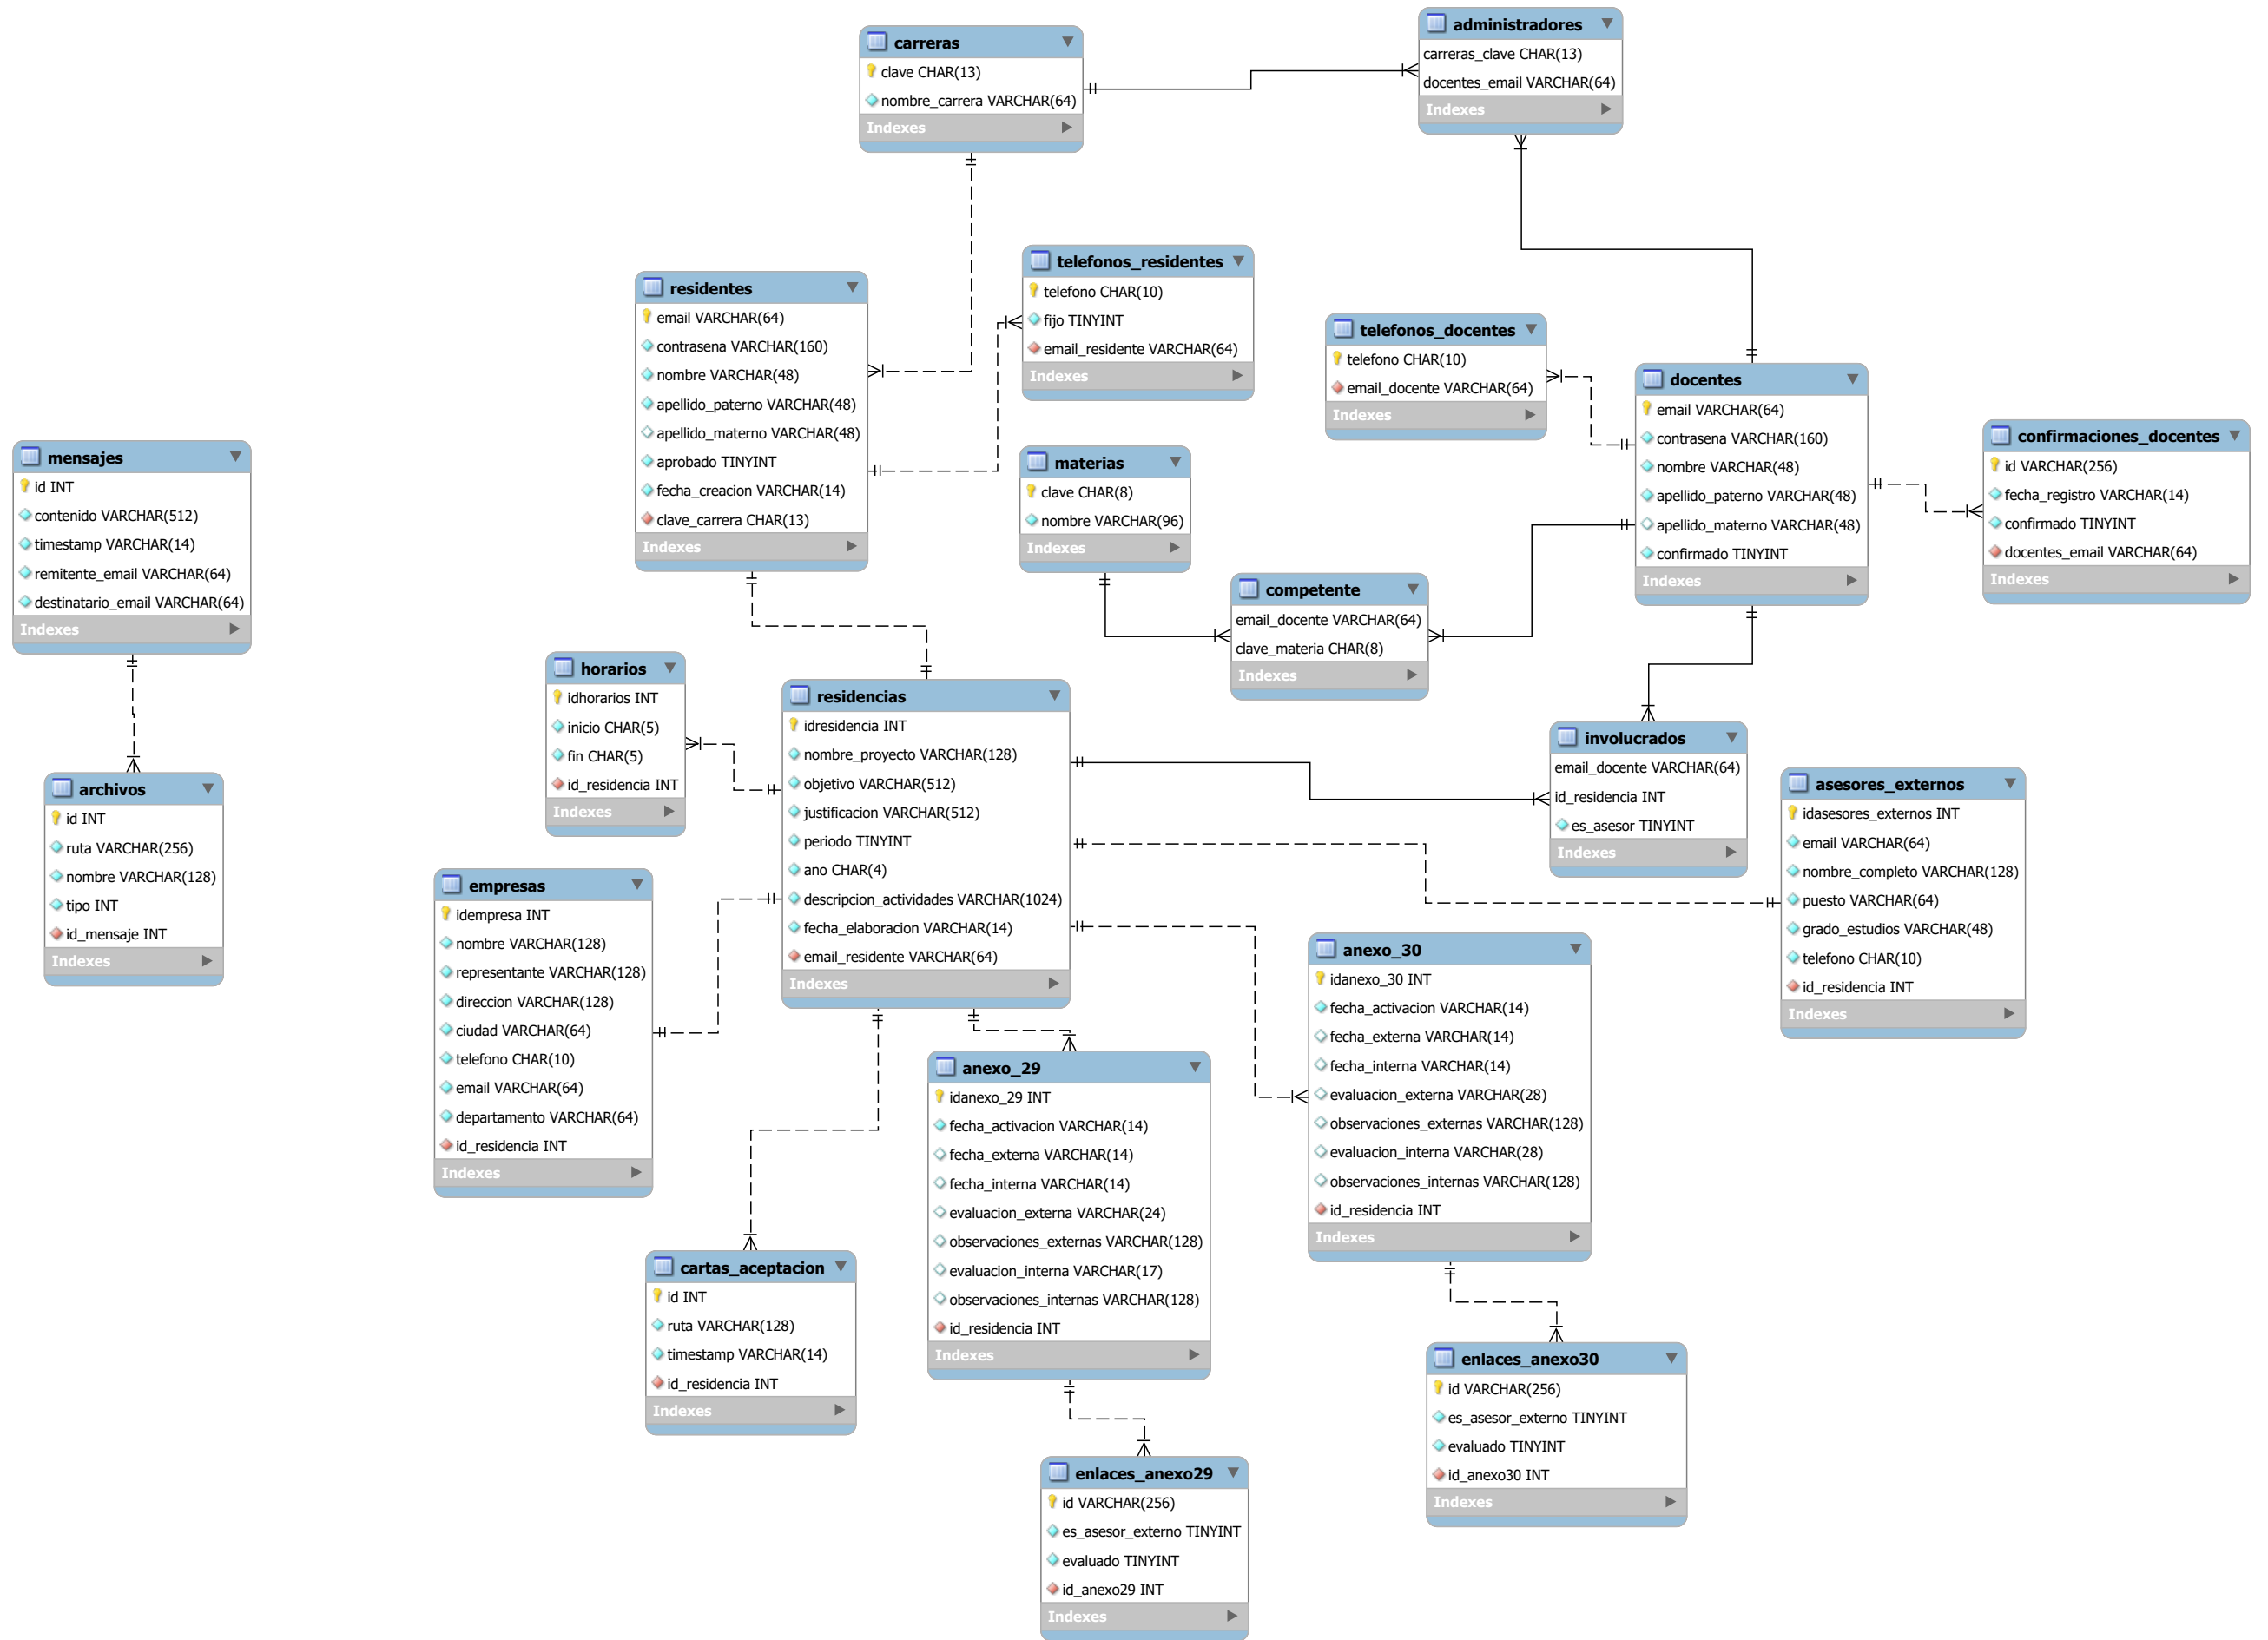 carreras
clave CHAR(13)
nombre_carrera VARCHAR(64)
Indexes
administradores
carreras_clave CHAR(13)
docentes_email VARCHAR(64)
Indexes
residentes
email VARCHAR(64)
contrasena VARCHAR(160)
nombre VARCHAR(48)
apellido_paterno VARCHAR(48)
apellido_materno VARCHAR(48)
aprobado TINYINT
fecha_creacion VARCHAR(14)
clave_carrera CHAR(13)
Indexes
telefonos_residentes
telefono CHAR(10)
fijo TINYINT
email_residente VARCHAR(64)
Indexes
telefonos_docentes
telefono CHAR(10)
email_docente VARCHAR(64)
Indexes
docentes
email VARCHAR(64)
contrasena VARCHAR(160)
nombre VARCHAR(48)
apellido_paterno VARCHAR(48)
apellido_materno VARCHAR(48)
confirmado TINYINT
Indexes
confirmaciones_docentes
id VARCHAR(256)
fecha_registro VARCHAR(14)
confirmado TINYINT
docentes_email VARCHAR(64)
Indexes
mensajes
id INT
contenido VARCHAR(512)
timestamp VARCHAR(14)
remitente_email VARCHAR(64)
destinatario_email VARCHAR(64)
Indexes
materias
clave CHAR(8)
nombre VARCHAR(96)
Indexes
competente
email_docente VARCHAR(64)
clave_materia CHAR(8)
Indexes
horarios
idhorarios INT
inicio CHAR(5)
fin CHAR(5)
id_residencia INT
Indexes
residencias
idresidencia INT
nombre_proyecto VARCHAR(128)
objetivo VARCHAR(512)
justificacion VARCHAR(512)
periodo TINYINT
ano CHAR(4)
descripcion_actividades VARCHAR(1024)
fecha_elaboracion VARCHAR(14)
email_residente VARCHAR(64)
Indexes
involucrados
email_docente VARCHAR(64)
id_residencia INT
es_asesor TINYINT
Indexes
asesores_externos
idasesores_externos INT
email VARCHAR(64)
nombre_completo VARCHAR(128)
puesto VARCHAR(64)
grado_estudios VARCHAR(48)
telefono CHAR(10)
id_residencia INT
Indexes
archivos
id INT
ruta VARCHAR(256)
nombre VARCHAR(128)
tipo INT
id_mensaje INT
Indexes
empresas
idempresa INT
nombre VARCHAR(128)
representante VARCHAR(128)
direccion VARCHAR(128)
ciudad VARCHAR(64)
telefono CHAR(10)
email VARCHAR(64)
departamento VARCHAR(64)
id_residencia INT
Indexes
anexo_30
idanexo_30 INT
fecha_activacion VARCHAR(14)
fecha_externa VARCHAR(14)
fecha_interna VARCHAR(14)
evaluacion_externa VARCHAR(28)
observaciones_externas VARCHAR(128)
evaluacion_interna VARCHAR(28)
observaciones_internas VARCHAR(128)
id_residencia INT
Indexes
anexo_29
idanexo_29 INT
fecha_activacion VARCHAR(14)
fecha_externa VARCHAR(14)
fecha_interna VARCHAR(14)
evaluacion_externa VARCHAR(24)
observaciones_externas VARCHAR(128)
evaluacion_interna VARCHAR(17)
observaciones_internas VARCHAR(128)
id_residencia INT
Indexes
cartas_aceptacion
id INT
ruta VARCHAR(128)
timestamp VARCHAR(14)
id_residencia INT
Indexes
enlaces_anexo30
id VARCHAR(256)
es_asesor_externo TINYINT
evaluado TINYINT
id_anexo30 INT
Indexes
enlaces_anexo29
id VARCHAR(256)
es_asesor_externo TINYINT
evaluado TINYINT
id_anexo29 INT
Indexes